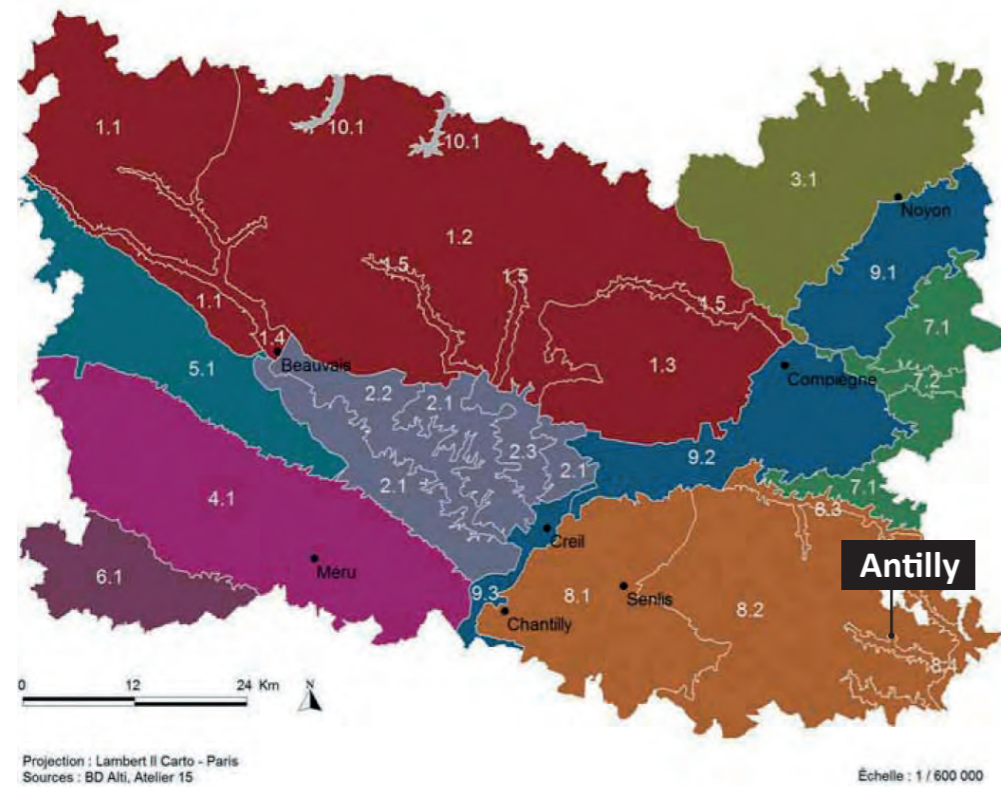 1.1
10.1
10.1
3.1
Noyon
1.2
9.1
1.5
1.5
1.5
1.1
7.1
1.4
Beauvais
1.3
5.1
Compiègne
7.2
2.2
2.1
2.3
9.2
2.1
2.1
7.1
4.1
8.3
Creil
Antilly
Méru
6.1
9.3
8.1
Senlis
8.2
Chantilly
8.4
0 12 24 Km
N
Projection : Lambert II Carto - Paris
Sources : BD Alti, Atelier 15
Échelle : 1 / 600 000